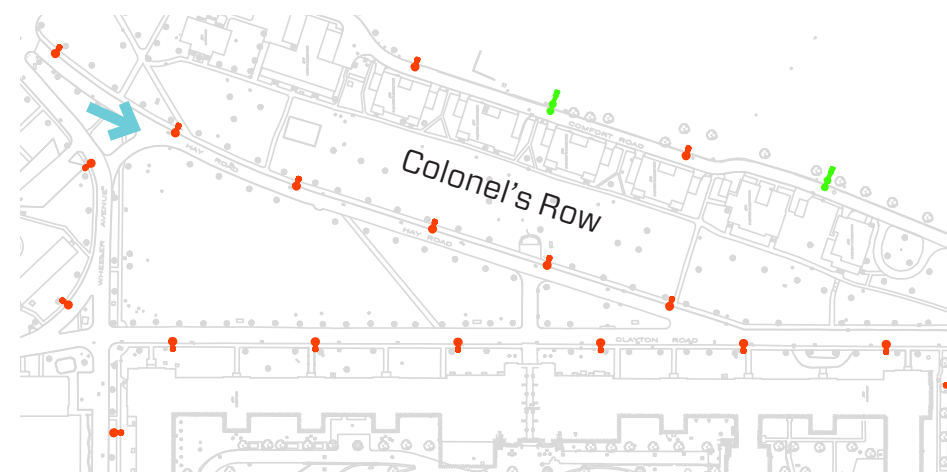 COMFORT ROAD
HAY ROAD
Colonel's Row
WHEELER AVENUE
HAY ROAD
CLAYTON ROAD